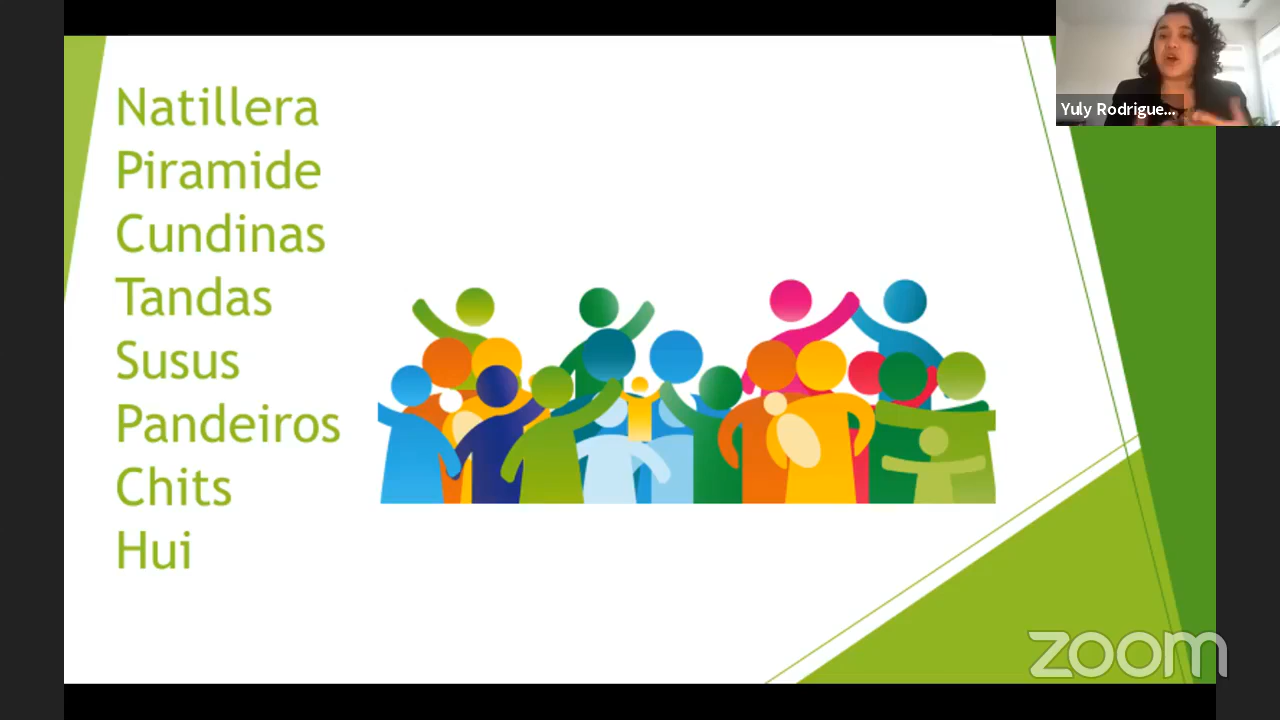 Natillera
Piramide
Cundinas
Tandas
Susus
Pandeiros
Chits
Hui
Yuly Rodrigue...
zoom